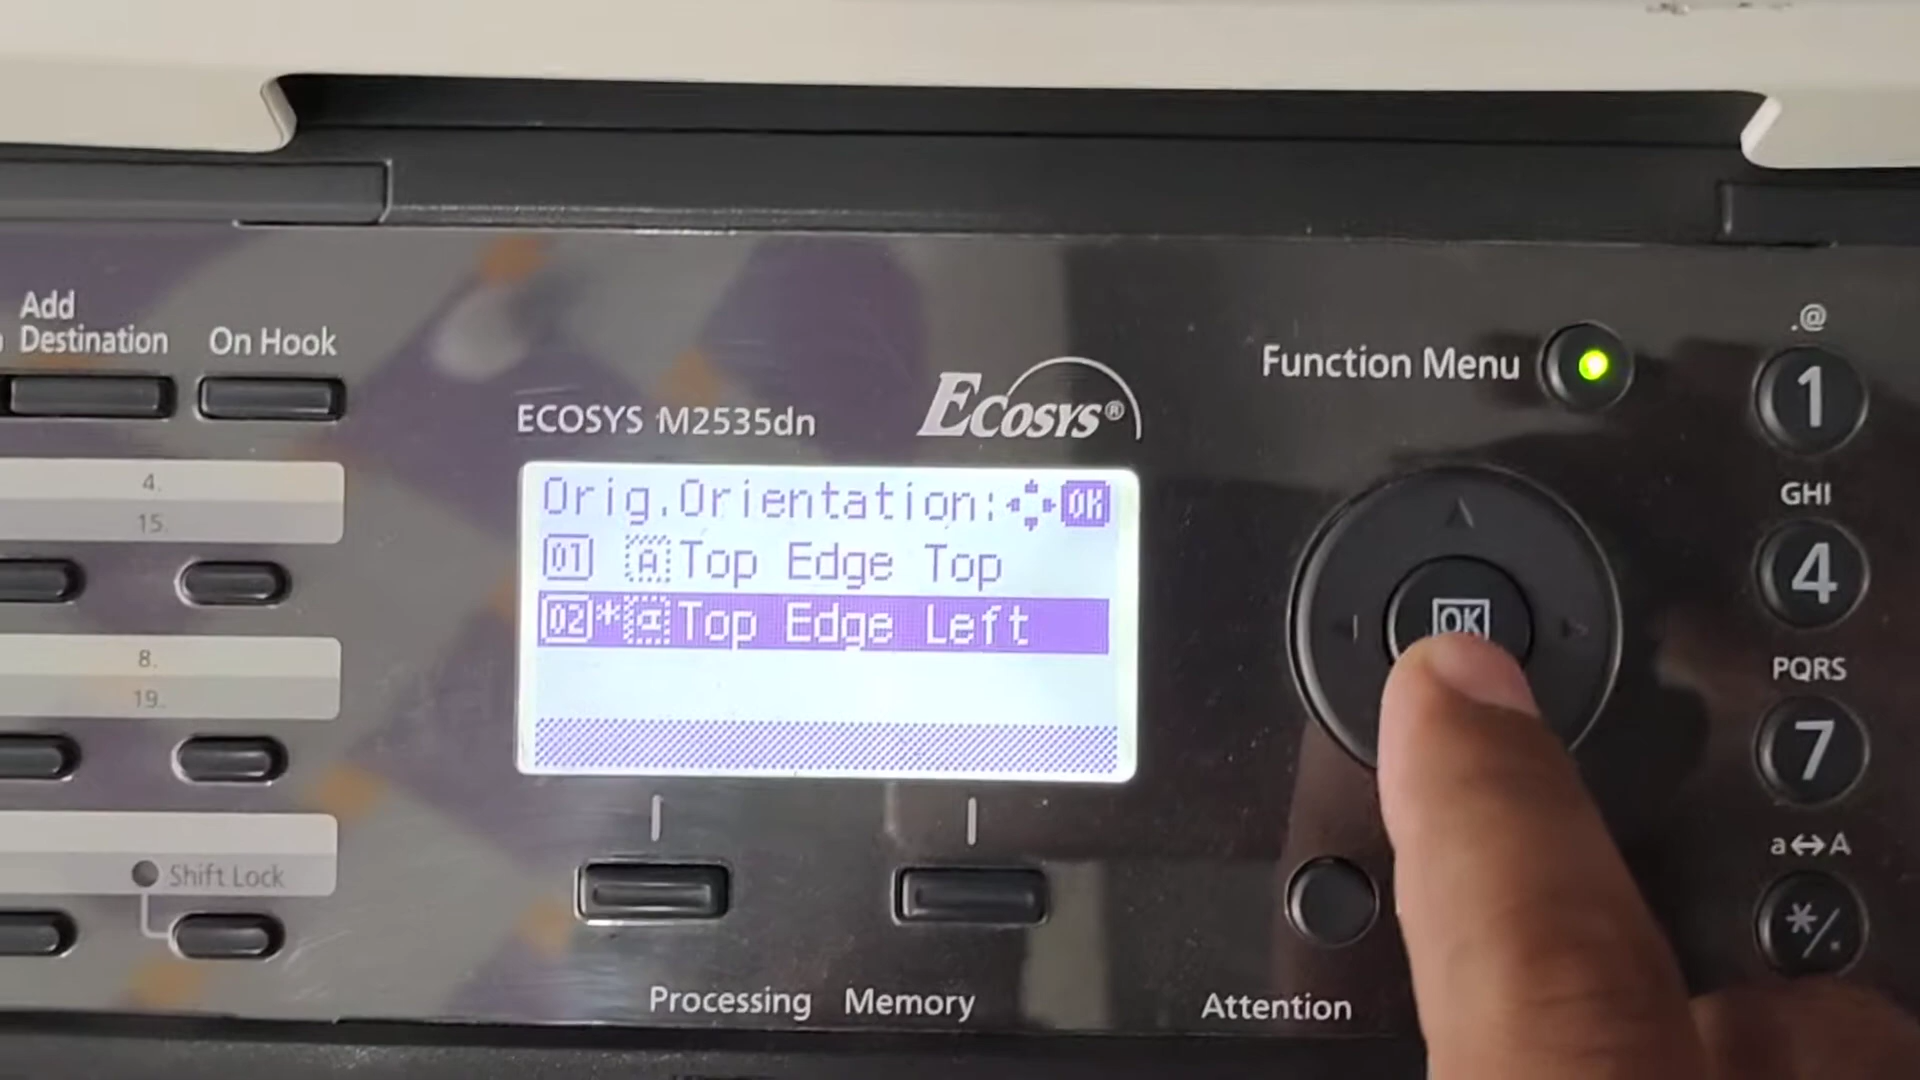 Add
Destination
On Hook
4.
15.
8.
19.
Shift Lock
ECOSYS M2535dn
ECOSYS®
Orig.Orientation: OK
01 A Top Edge Top
02 * A Top Edge Left
Processing
Memory
Attention
Function Menu
OK
.@
1
GHI
4
PQRS
7
a↔A
*/.